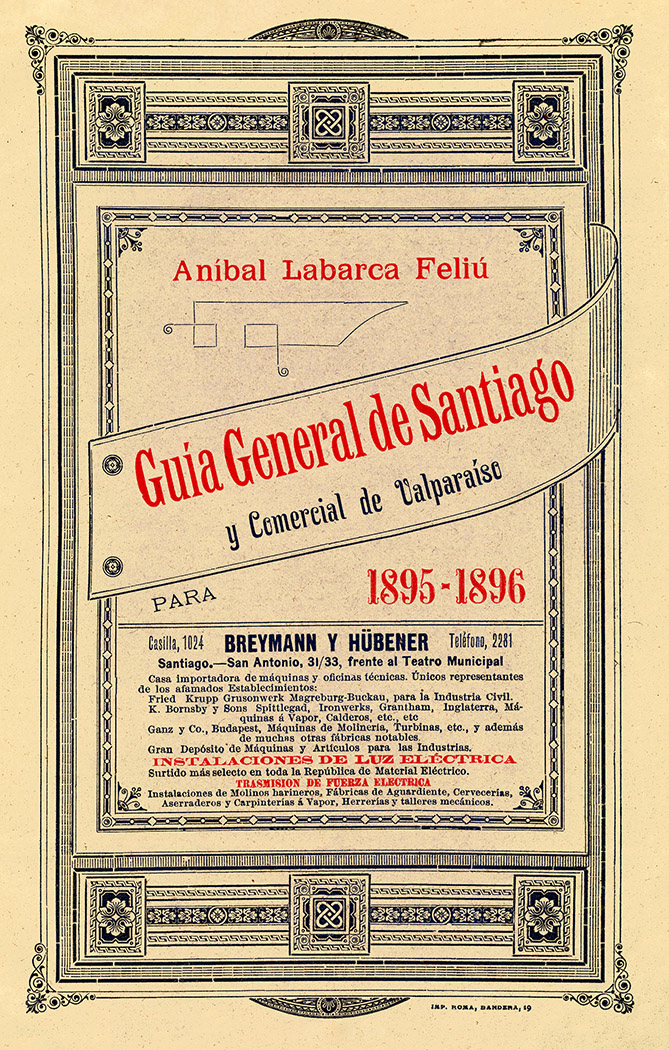 Aníbal Labarca Feliú
Guía General de Santiago
y Comercial de Valparaíso
PARA
1895-1896
Casilla, 1024 BREYMANN Y HÜBENER Teléfono, 2281
Santiago.—San Antonio, 31/33, frente al Teatro Municipal
Casa importadora de máquinas y oficinas técnicas. Únicos representantes
de los afamados Establecimientos:
Fried Krupp Grusonwerk Magreburg-Buckau, para la Industria Civil.
K. Bornsby y Sons Spittlegad, Ironwerks, Grantham, Inglaterra, Má-
quinas á Vapor, Calderos, etc., etc
Ganz y Co., Budapest, Máquinas de Molinería, Turbinas, etc., y además
de muchas otras fábricas notables.
Gran Depósito de Máquinas y Artículos para las Industrias.
INSTALACIONES DE LUZ ELÉCTRICA
Surtido más selecto en toda la República de Material Eléctrico.
TRASMISION DE FUERZA ELECTRICA
Instalaciones de Molinos harineros, Fábricas de Aguardiente, Cervecerías,
Aserraderos y Carpinterías á Vapor, Herrerías y talleres mecánicos.
IMP. ROMA, BANDERA, 19